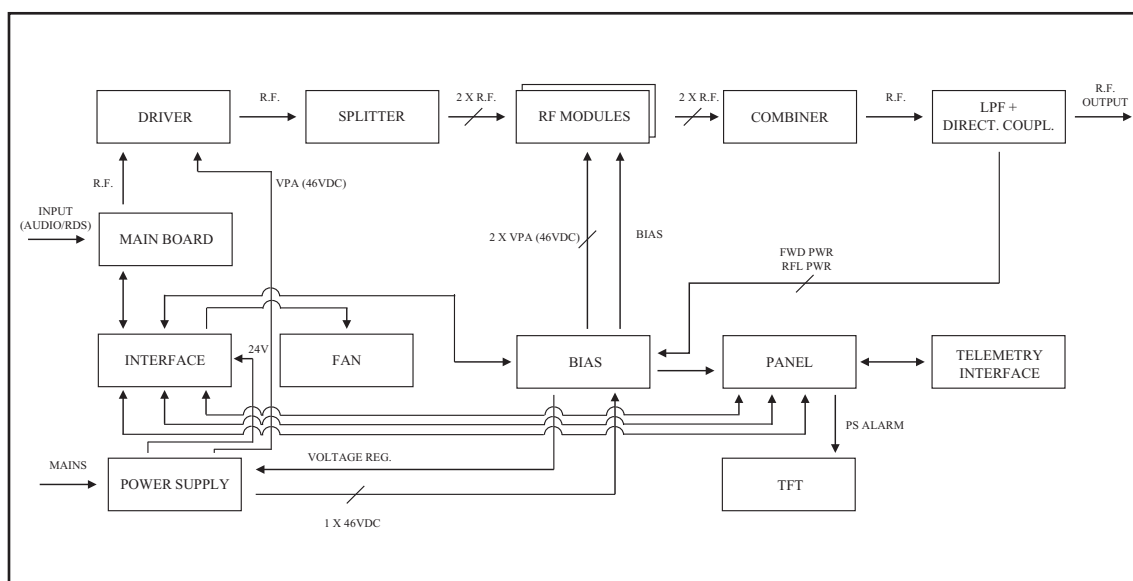 R.F.
2 X R.F.
2 X R.F.
R.F.
R.F.
OUTPUT
DRIVER
SPLITTER
RF MODULES
COMBINER
LPF +
DIRECT. COUPL.
R.F.
VPA (46VDC)
INPUT
(AUDIO/RDS)
MAIN BOARD
2 X VPA (46VDC)
BIAS
FWD PWR
RFL PWR
INTERFACE
24V
FAN
BIAS
PANEL
TELEMETRY
INTERFACE
PS ALARM
MAINS
POWER SUPPLY
VOLTAGE REG.
1 X 46VDC
TFT